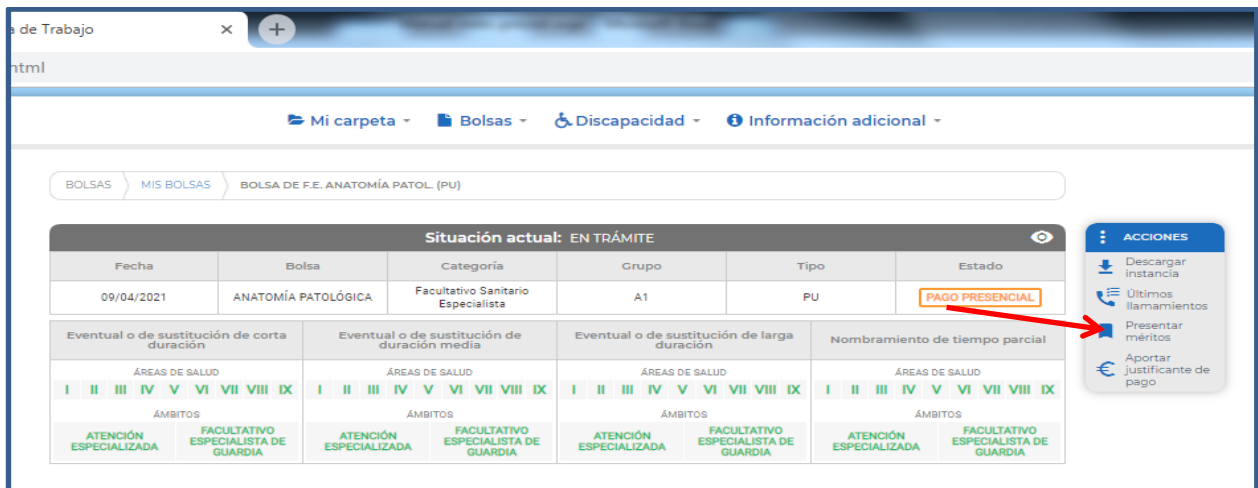 a de Trabajo
html
Mi carpeta
Bolsas
Discapacidad
Información adicional
BOLSAS
MIS BOLSAS
BOLSA DE F.E. ANATOMÍA PATOL. (PU)
Situación actual: EN TRÁMITE
Fecha
Bolsa
Categoría
Grupo
Tipo
Estado
09/04/2021
ANATOMÍA PATOLÓGICA
Facultativo Sanitario
Especialista
A1
PU
PAGO PRESENCIAL
Eventual o de sustitución de corta
duración
Eventual o de sustitución de
duración media
Eventual o de sustitución de larga
duración
Nombramiento de tiempo parcial
ÁREAS DE SALUD
I II III IV V VI VII VIII IX
ÁMBITOS
ATENCIÓN
ESPECIALIZADA
FACULTATIVO
ESPECIALISTA DE
GUARDIA
ÁREAS DE SALUD
I II III IV V VI VII VIII IX
ÁMBITOS
ATENCIÓN
ESPECIALIZADA
FACULTATIVO
ESPECIALISTA DE
GUARDIA
ÁREAS DE SALUD
I II III IV V VI VII VIII IX
ÁMBITOS
ATENCIÓN
ESPECIALIZADA
FACULTATIVO
ESPECIALISTA DE
GUARDIA
ÁREAS DE SALUD
I II III IV V VI VII VIII IX
ÁMBITOS
ATENCIÓN
ESPECIALIZADA
FACULTATIVO
ESPECIALISTA DE
GUARDIA
ACCIONES
Descargar
instancia
Últimos
llamamientos
Presentar
méritos
Aportar
justificante de
pago